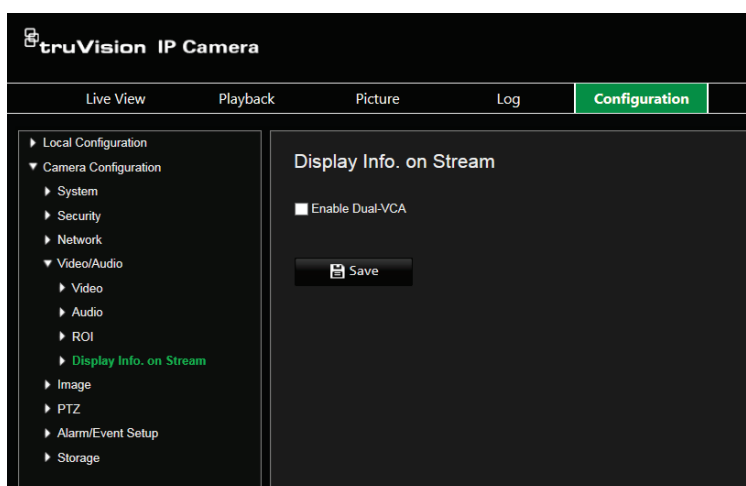 truVision IP Camera
Live View Playback Picture Log Configuration
Local Configuration
Camera Configuration
System
Security
Network
Video/Audio
Video
Audio
ROI
Display Info. on Stream
Image
PTZ
Alarm/Event Setup
Storage
Display Info. on Stream
Enable Dual-VCA
Save